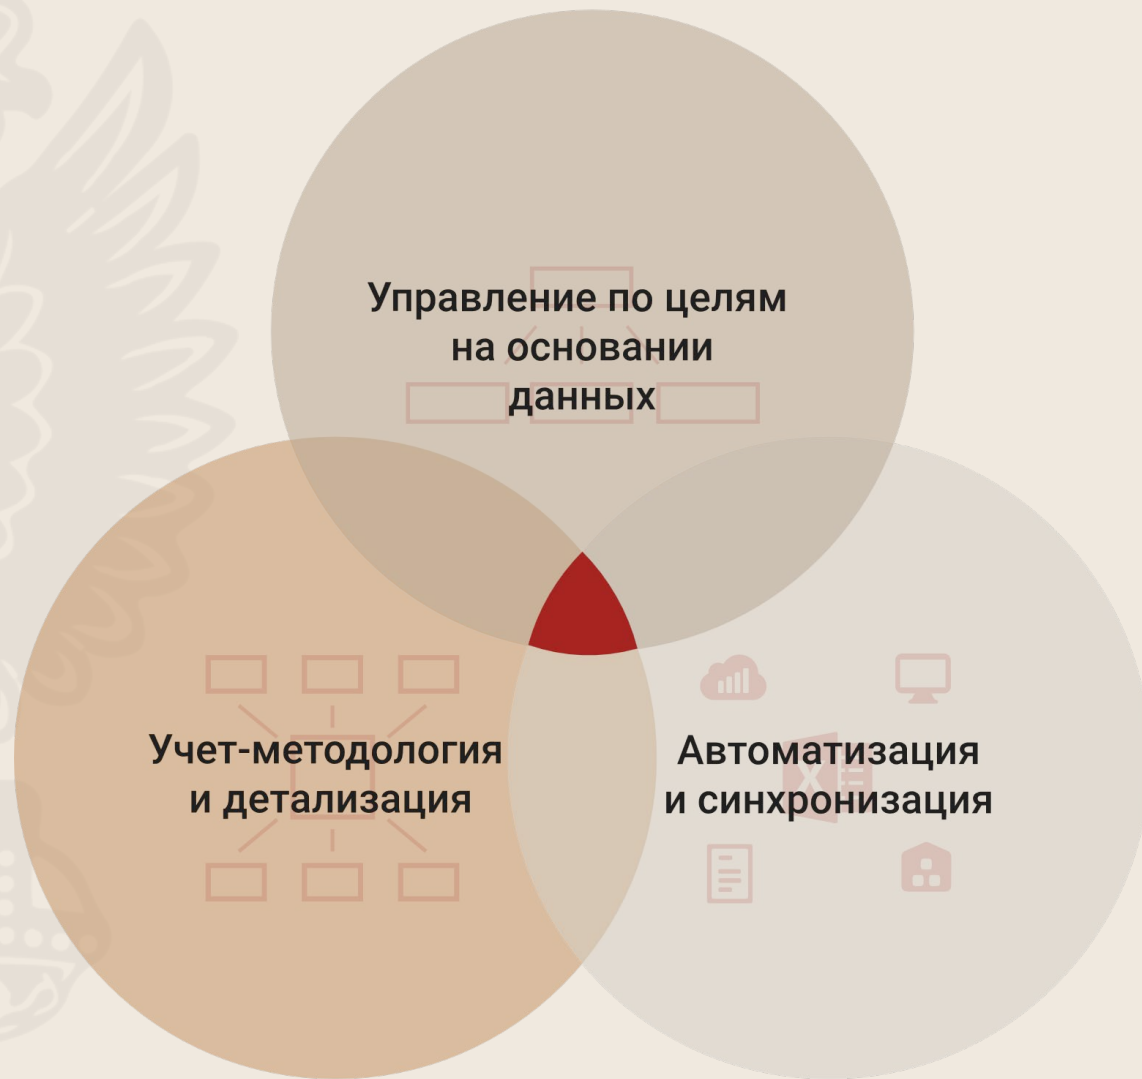 Управление по целям
на основании
данных
Учет-методология
и детализация
Автоматизация
и синхронизация